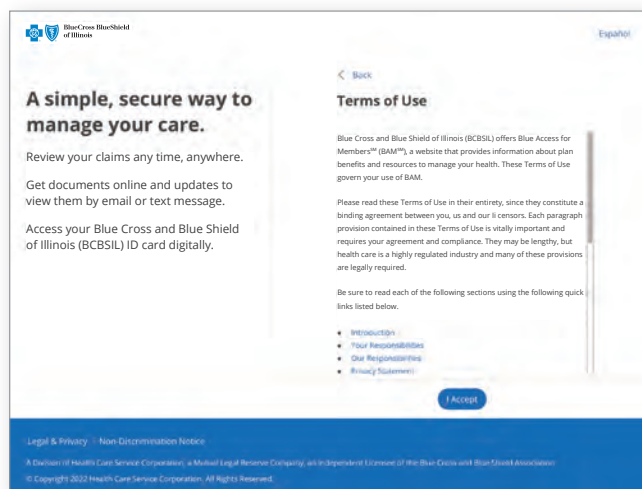 BlueCross BlueShield
of Illinois
Español
A simple, secure way to
manage your care.
Review your claims any time, anywhere.
Get documents online and updates to
view them by email or text message.
Access your Blue Cross and Blue Shield
of Illinois (BCBSIL) ID card digitally.
Back
Terms of Use
Blue Cross and Blue Shield of Illinois (BCBSIL) offers Blue Access for
Members℠ (BAM℠), a website that provides information about plan
benefits and resources to manage your health. These Terms of Use
govern your use of BAM.
Please read these Terms of Use in their entirety, since they constitute a
binding agreement between you, us and our li censors. Each paragraph
provision contained in these Terms of Use is vitally important and
requires your agreement and compliance. They may be lengthy, but
health care is a highly regulated industry and many of these provisions
are legally required.
Be sure to read each of the following sections using the following quick
links listed below.
• Introduction
• Your Responsibilities
• Our Responsibilities
• Privacy Statement
I Accept
Legal & Privacy | Non-Discrimination Notice
A Division of Health Care Service Corporation, a Mutual Legal Reserve Company, an Independent Licensee of the Blue Cross and Blue Shield Association
© Copyright 2022 Health Care Service Corporation. All Rights Reserved.